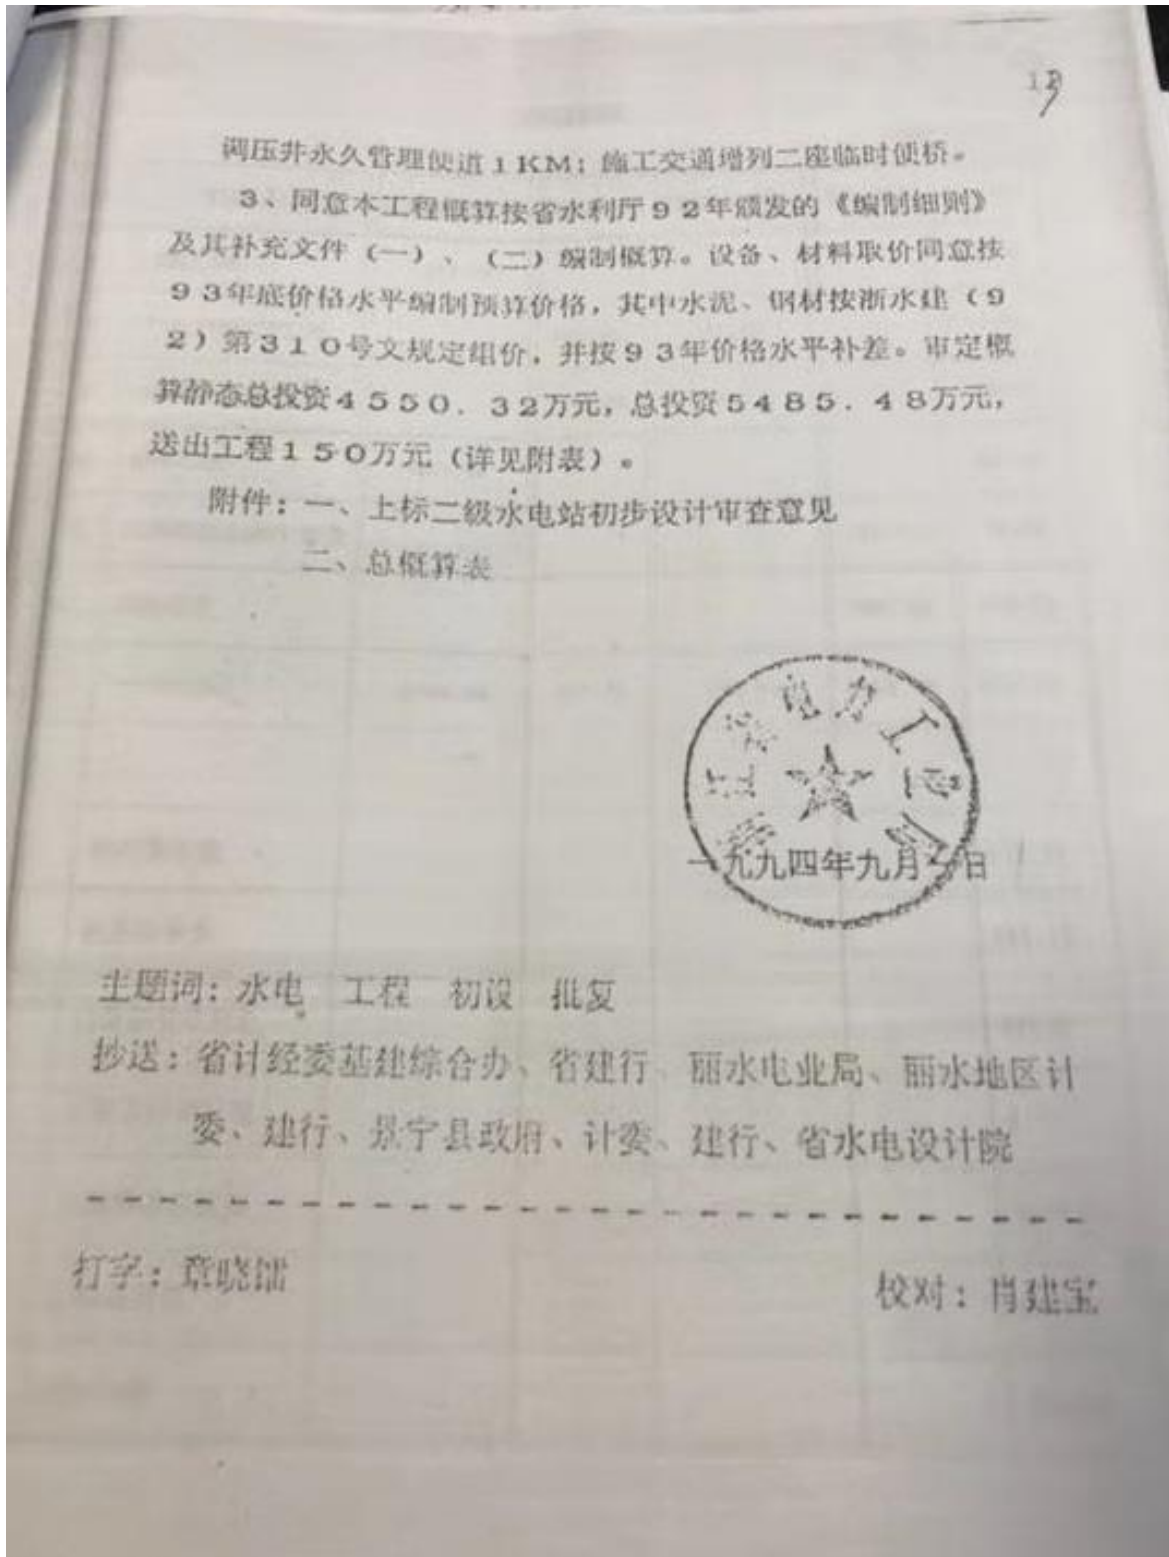 调压井永久管理便道1KM；施工交通增列二座临时便桥。
3、同意本工程概算按省水利厅92年颁发的《编制细则》
及其补充文件（一）、（二）编制概算。设备、材料取价同意按
93年底价格水平编制预算价格，其中水泥、钢材按浙水建（9
2）第310号文规定组价，并按93年价格水平补差。审定概
算静态总投资4550．32万元，总投资5485．48万元，
送出工程150万元（详见附表）。
附件：一、上标二级水电站初步设计审查意见
二、总概算表
电力工
一九九四年九月 日
主题词：水电 工程 初设 批复
抄送：省计经委基建综合办、省建行、丽水电业局、丽水地区计
委、建行、景宁县政府、计委、建行、省水电设计院
打字：章晓
校对：肖建宝